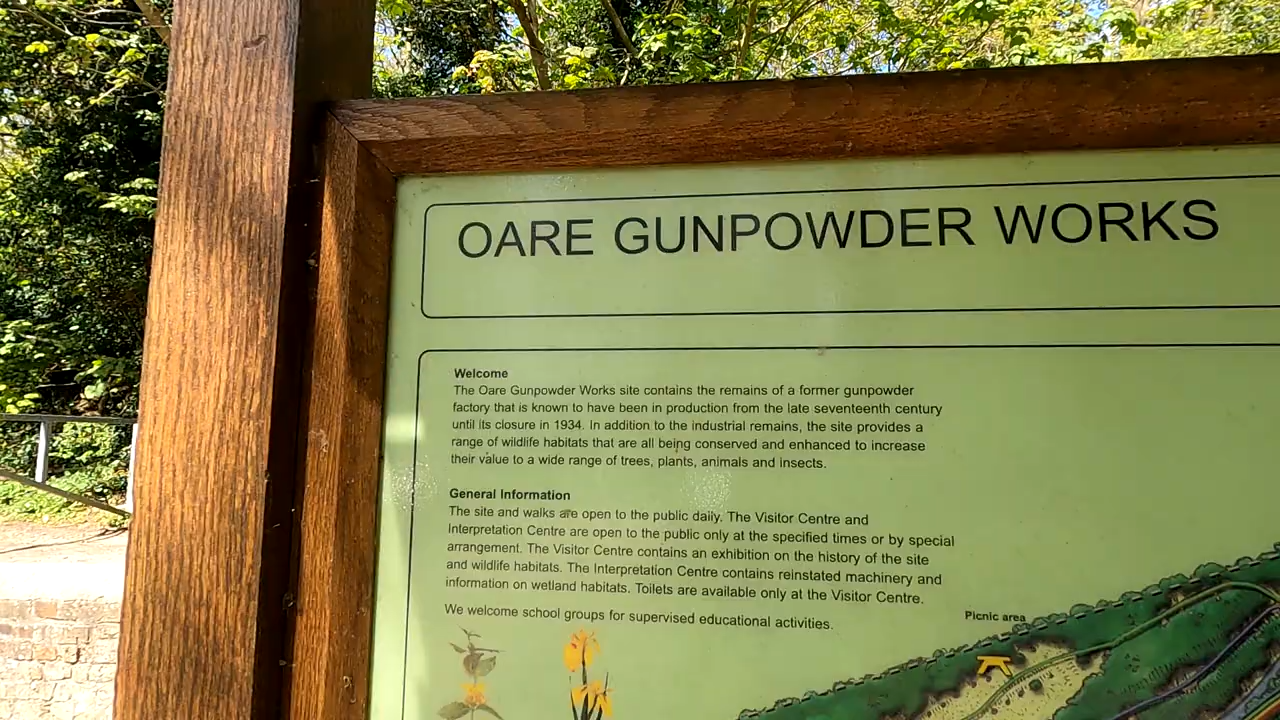 OARE GUNPOWDER WORKS
Welcome
The Oare Gunpowder Works site contains the remains of a former gunpowder
factory that is known to have been in production from the late seventeenth century
until its closure in 1934. In addition to the industrial remains, the site provides a
range of wildlife habitats that are all being conserved and enhanced to increase
their value to a wide range of trees, plants, animals and insects.
General Information
The site and walks are open to the public daily. The Visitor Centre and
Interpretation Centre are open to the public only at the specified times or by special
arrangement. The Visitor Centre contains an exhibition on the history of the site
and wildlife habitats. The Interpretation Centre contains reinstated machinery and
information on wetland habitats. Toilets are available only at the Visitor Centre.
We welcome school groups for supervised educational activities.
Picnic area